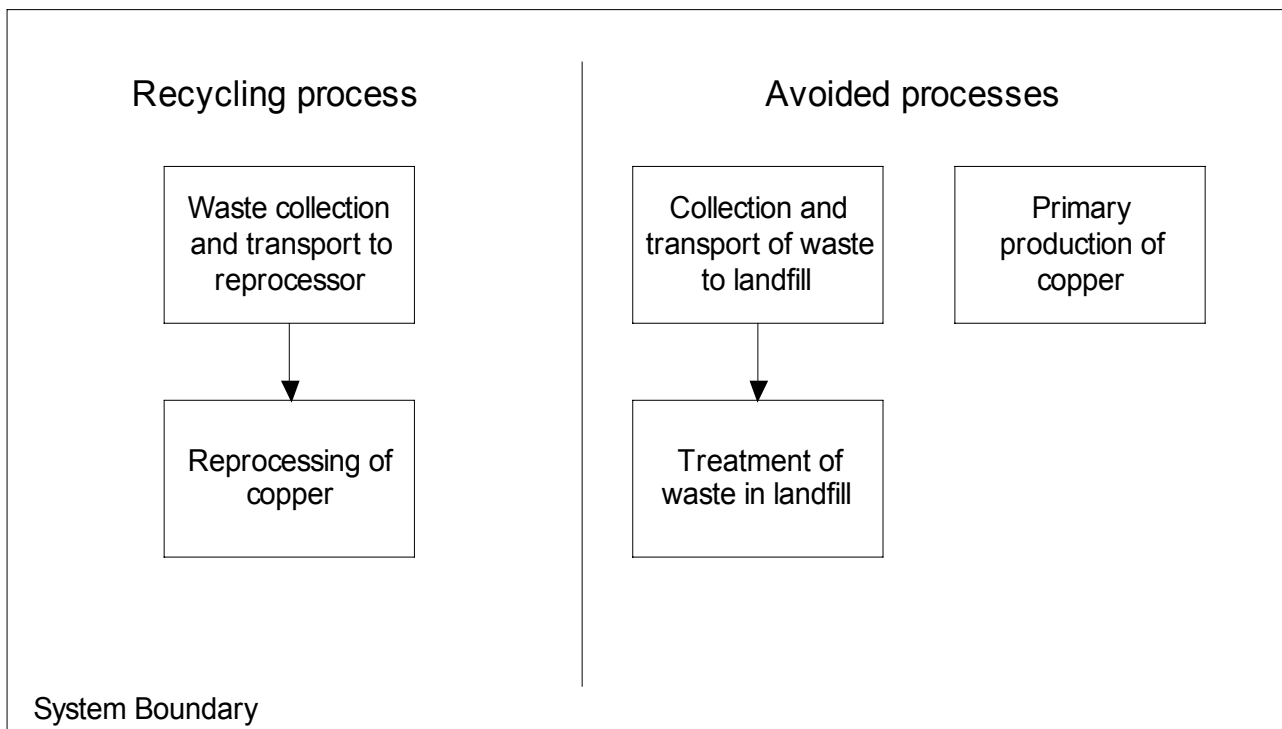 Recycling process
Avoided processes
Waste collection
and transport to
reprocessor
Collection and
transport of waste
to landfill
Primary
production of
copper
Reprocessing of
copper
Treatment of
waste in landfill
System Boundary